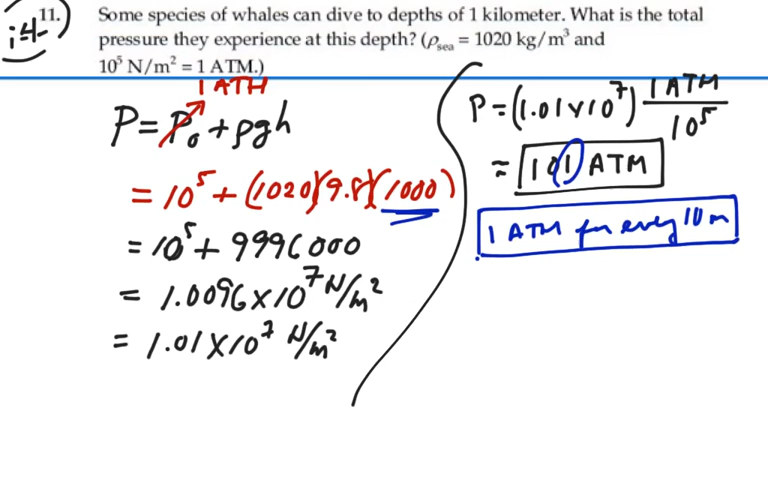 i4-
11. Some species of whales can dive to depths of 1 kilometer. What is the total
pressure they experience at this depth? (ρsea = 1020 kg/m³ and
10⁵ N/m² = 1 ATM.)
1 ATM
P = P₀ + ρgh
= 10⁵ + (1020)(9.8)(1000)
= 10⁵ + 9996000
= 1.0096 x 10⁷ N/m²
= 1.01 x 10⁷ N/m²
P = (1.01 x 10⁷) 1 ATM / 10⁵
= 101 ATM
1 ATM for every 10 m